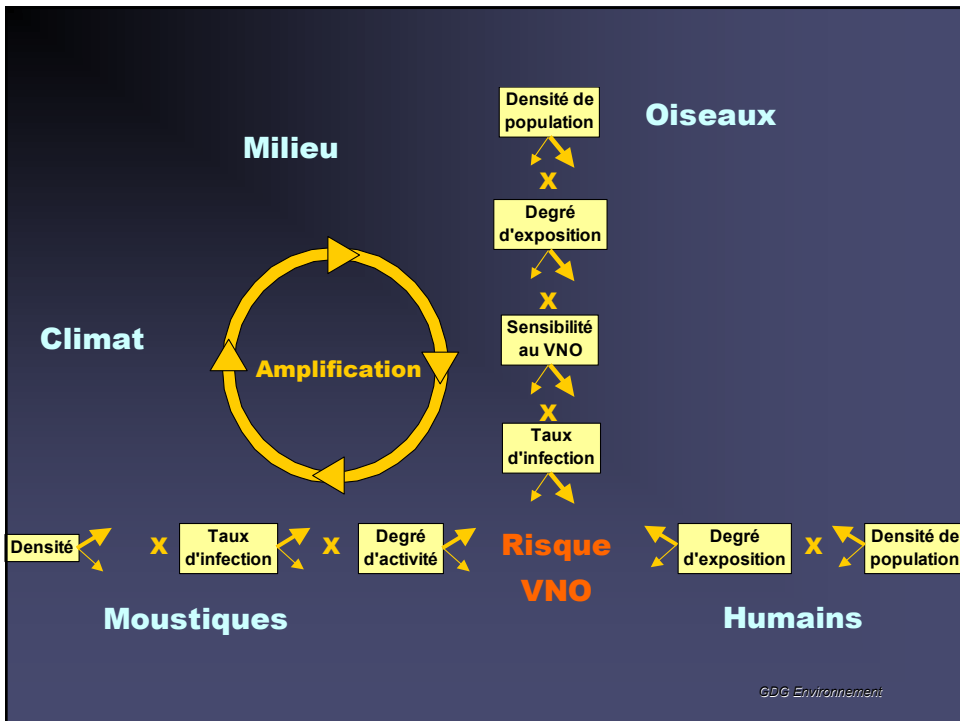 Densité de
population
Oiseaux
Milieu
X
Degré
d'exposition
X
Climat
Sensibilité
au VNO
Amplification
X
Taux
d'infection
Densité
X
Taux
d'infection
X
Degré
d'activité
Risque
VNO
Degré
d'exposition
X
Densité de
population
Moustiques
Humains
GDG Environnement